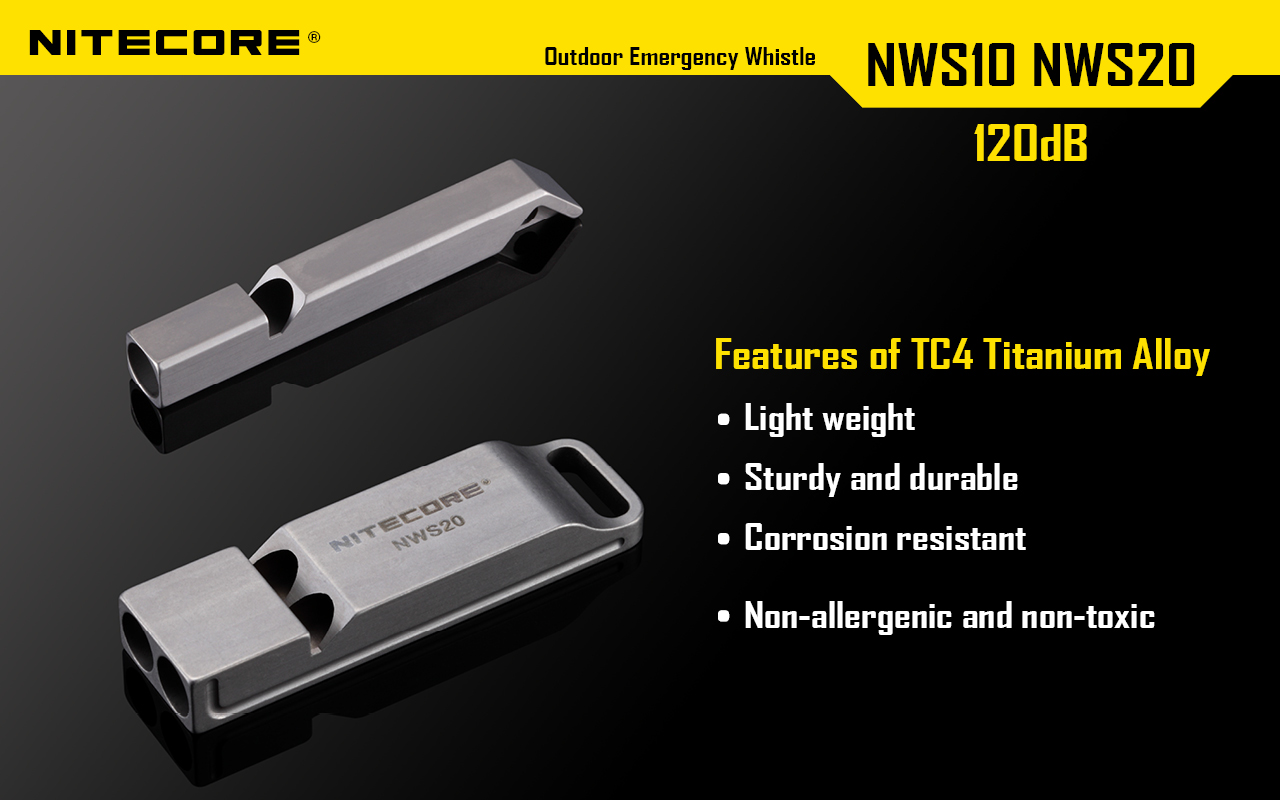 NITECORE®
Outdoor Emergency Whistle
NWS10 NWS20
120dB
Features of TC4 Titanium Alloy
• Light weight
• Sturdy and durable
• Corrosion resistant
• Non-allergenic and non-toxic
NITECORE®
NWS20